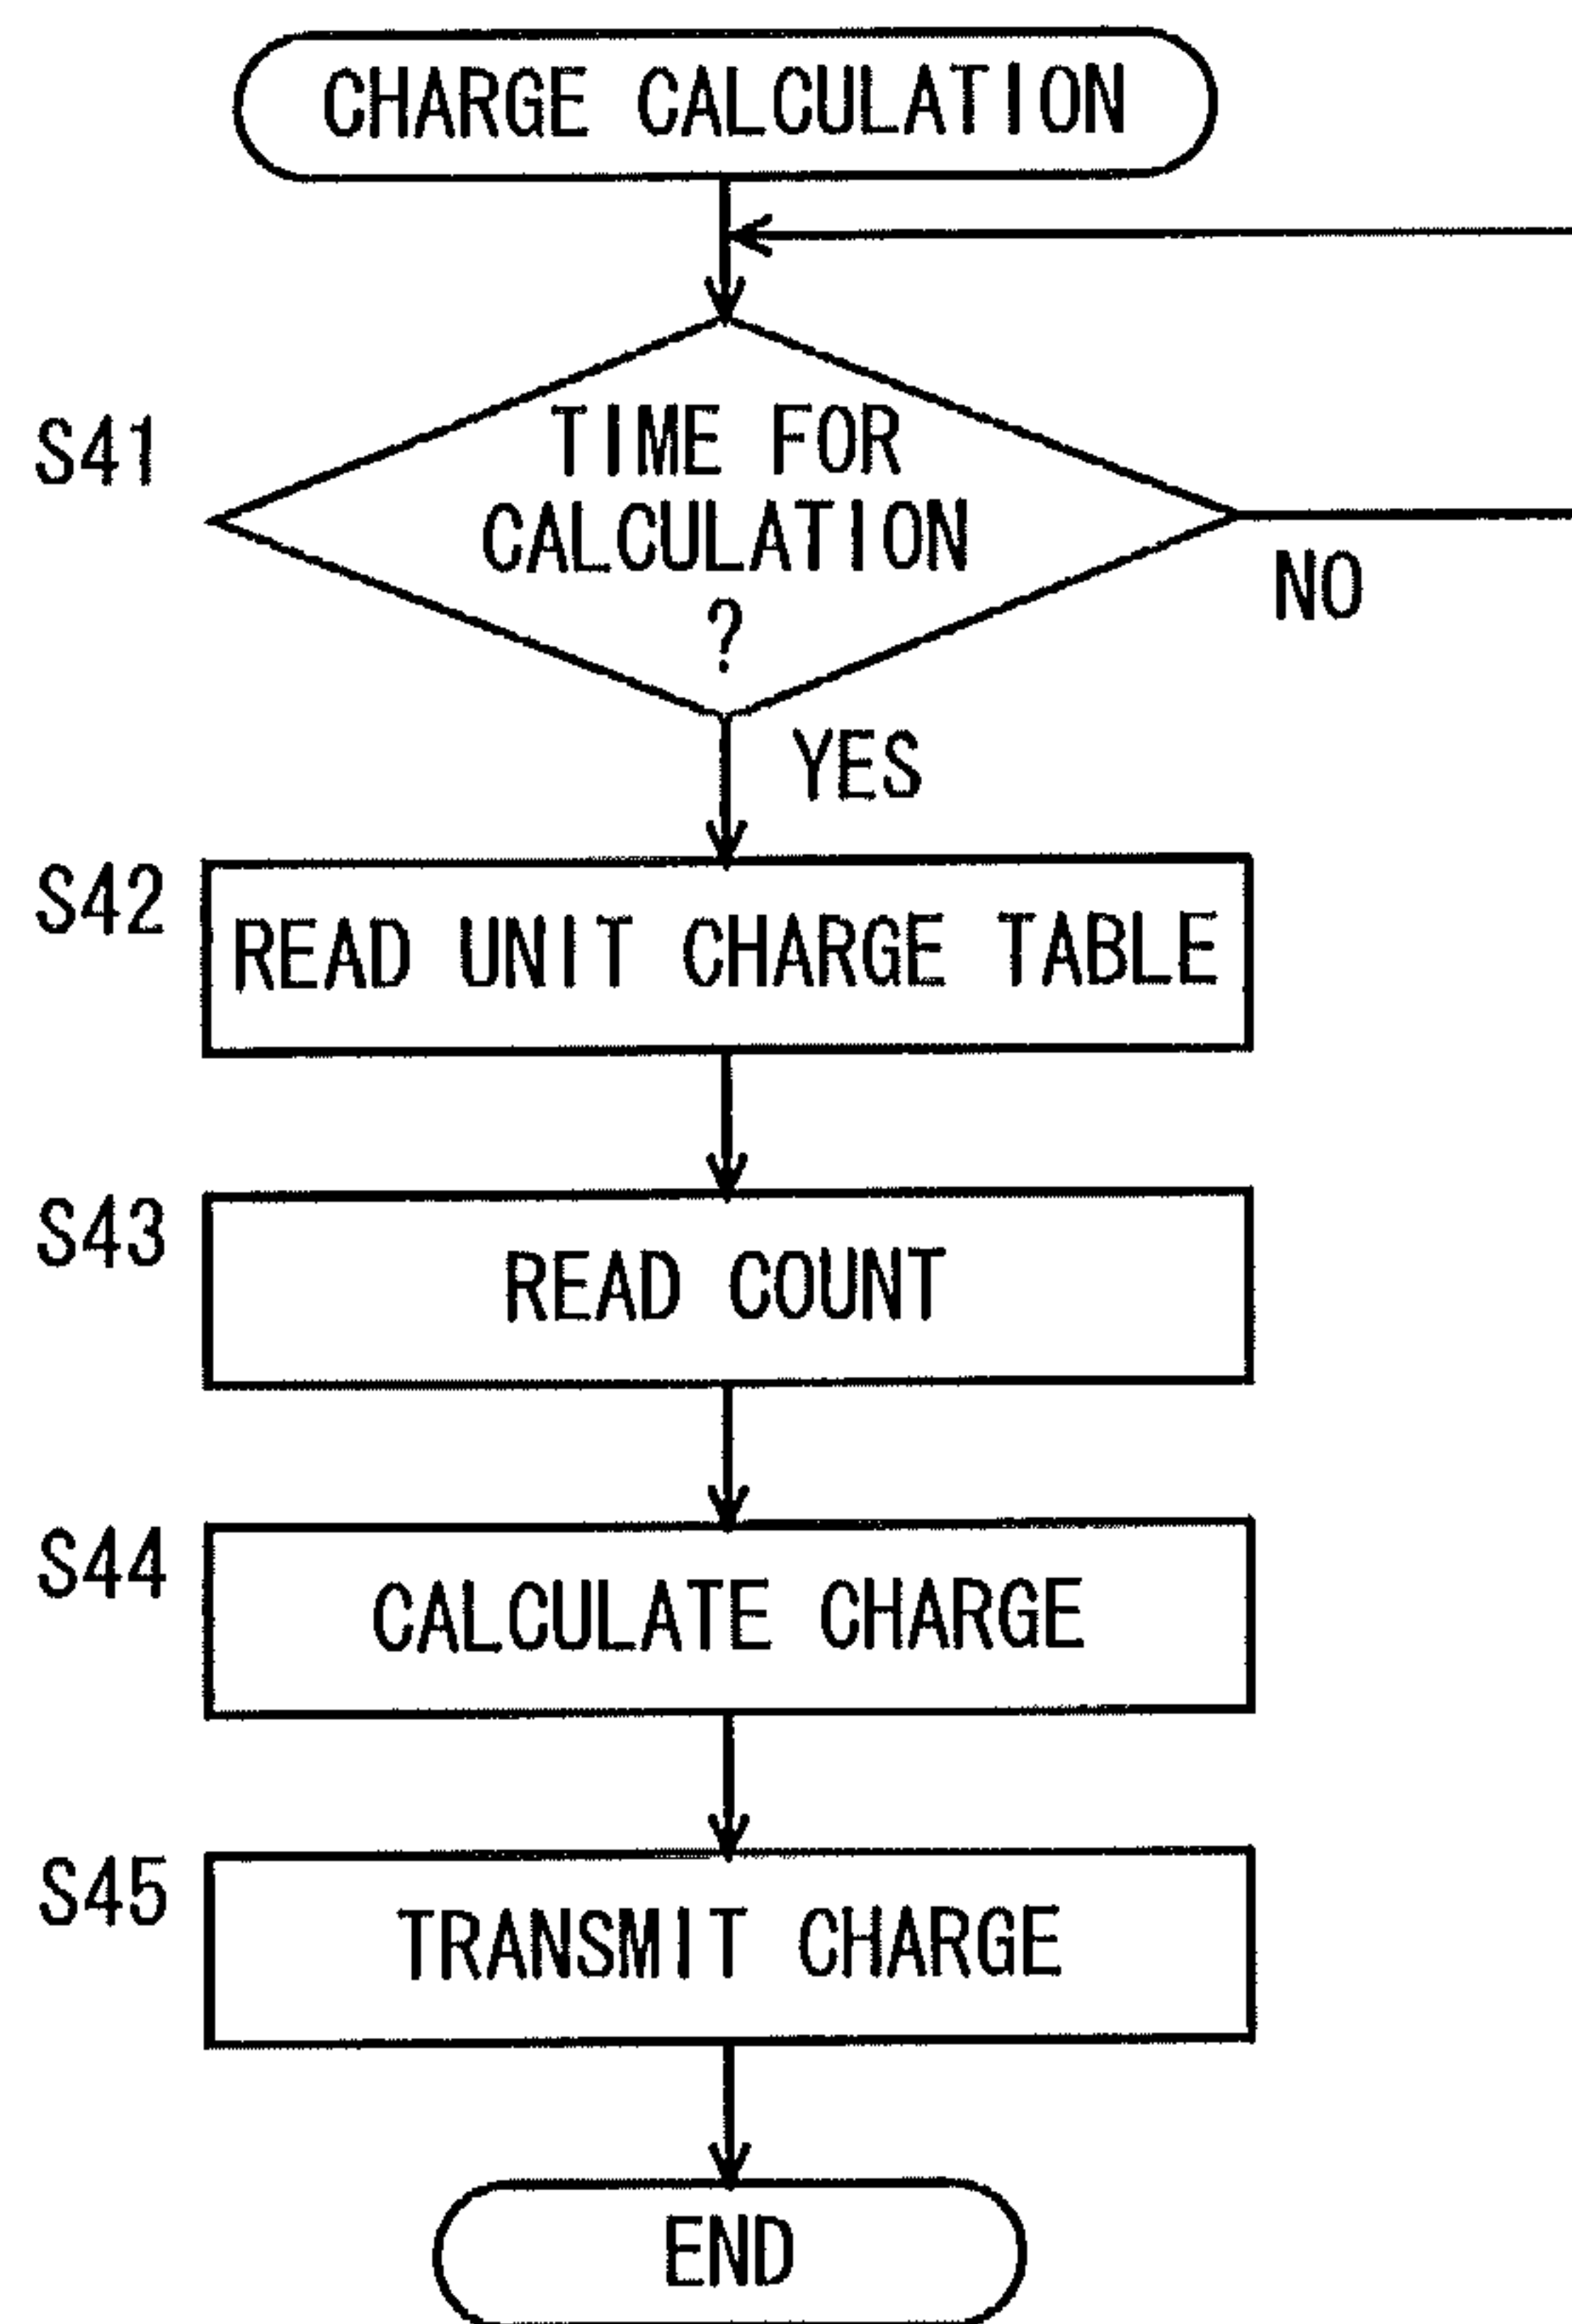 CHARGE CALCULATION
S41
TIME FOR
CALCULATION
?
NO
YES
S42
READ UNIT CHARGE TABLE
S43
READ COUNT
S44
CALCULATE CHARGE
S45
TRANSMIT CHARGE
END